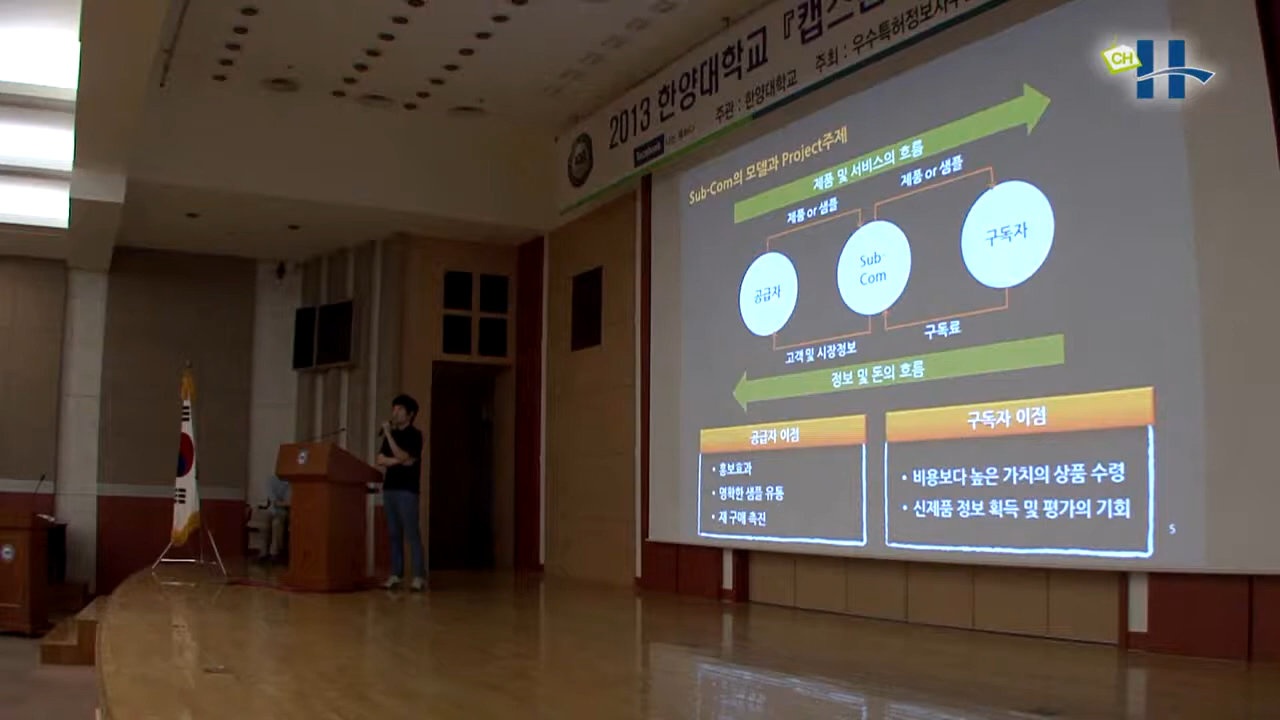 CH
2013 한양대학교 『캡스톤
주관 : 한양대학교 주최 : 우수특허정보사
Sub-Com의 모델과 Project주제
제품 및 서비스의 흐름
제품 or 샘플
제품 or 샘플
공급자
Sub-
Com
구독자
고객 및 시장정보
구독료
정보 및 돈의 흐름
공급자 이점
• 홍보효과
• 명확한 샘플 유통
• 재 구매 촉진
구독자 이점
• 비용보다 높은 가치의 상품 수령
• 신제품 정보 획득 및 평가의 기회
5